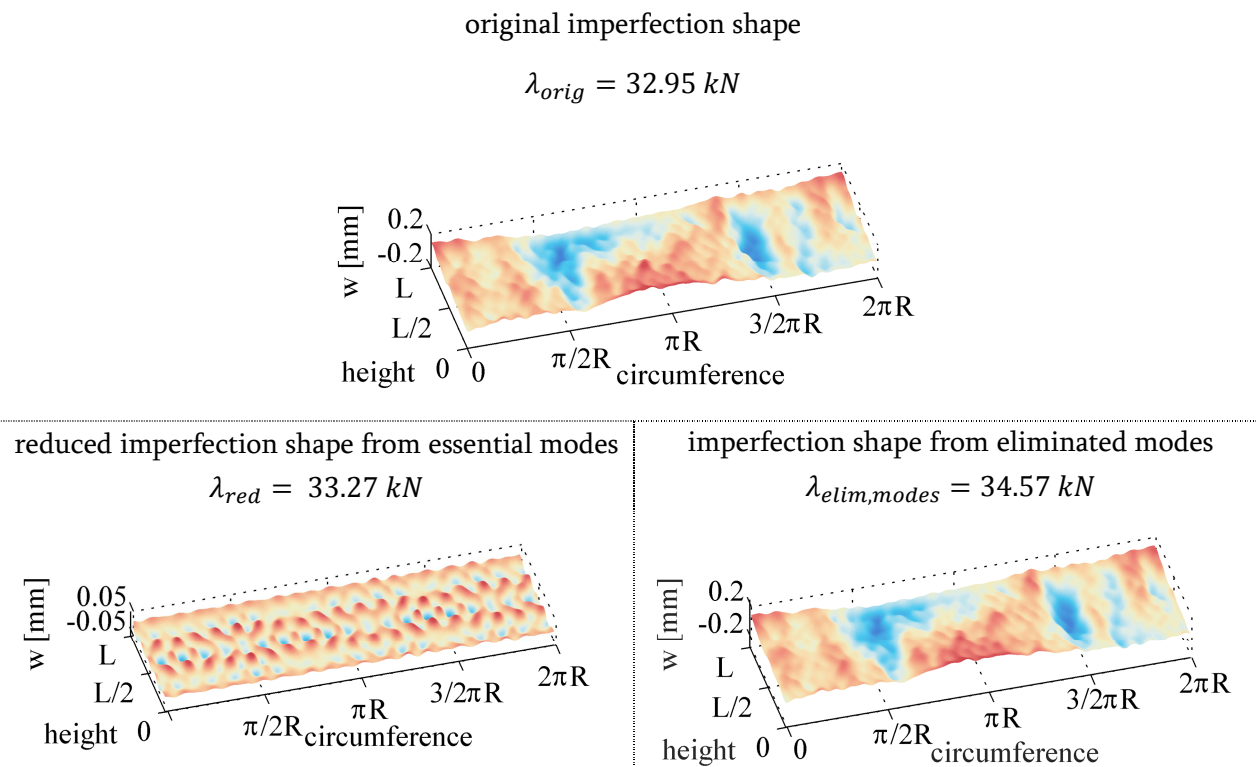 original imperfection shape
λorig = 32.95 kN
w [mm]
0.2
-0.2
L
L/2
0
height
0
π/2R
πR
3/2πR
2πR
circumference
reduced imperfection shape from essential modes
λred = 33.27 kN
w [mm]
0.05
-0.05
L
L/2
0
height
π/2R
πR
3/2πR
2πR
circumference
imperfection shape from eliminated modes
λelim,modes = 34.57 kN
w [mm]
0.2
-0.2
L
L/2
0
height
0
π/2R
πR
3/2πR
2πR
circumference